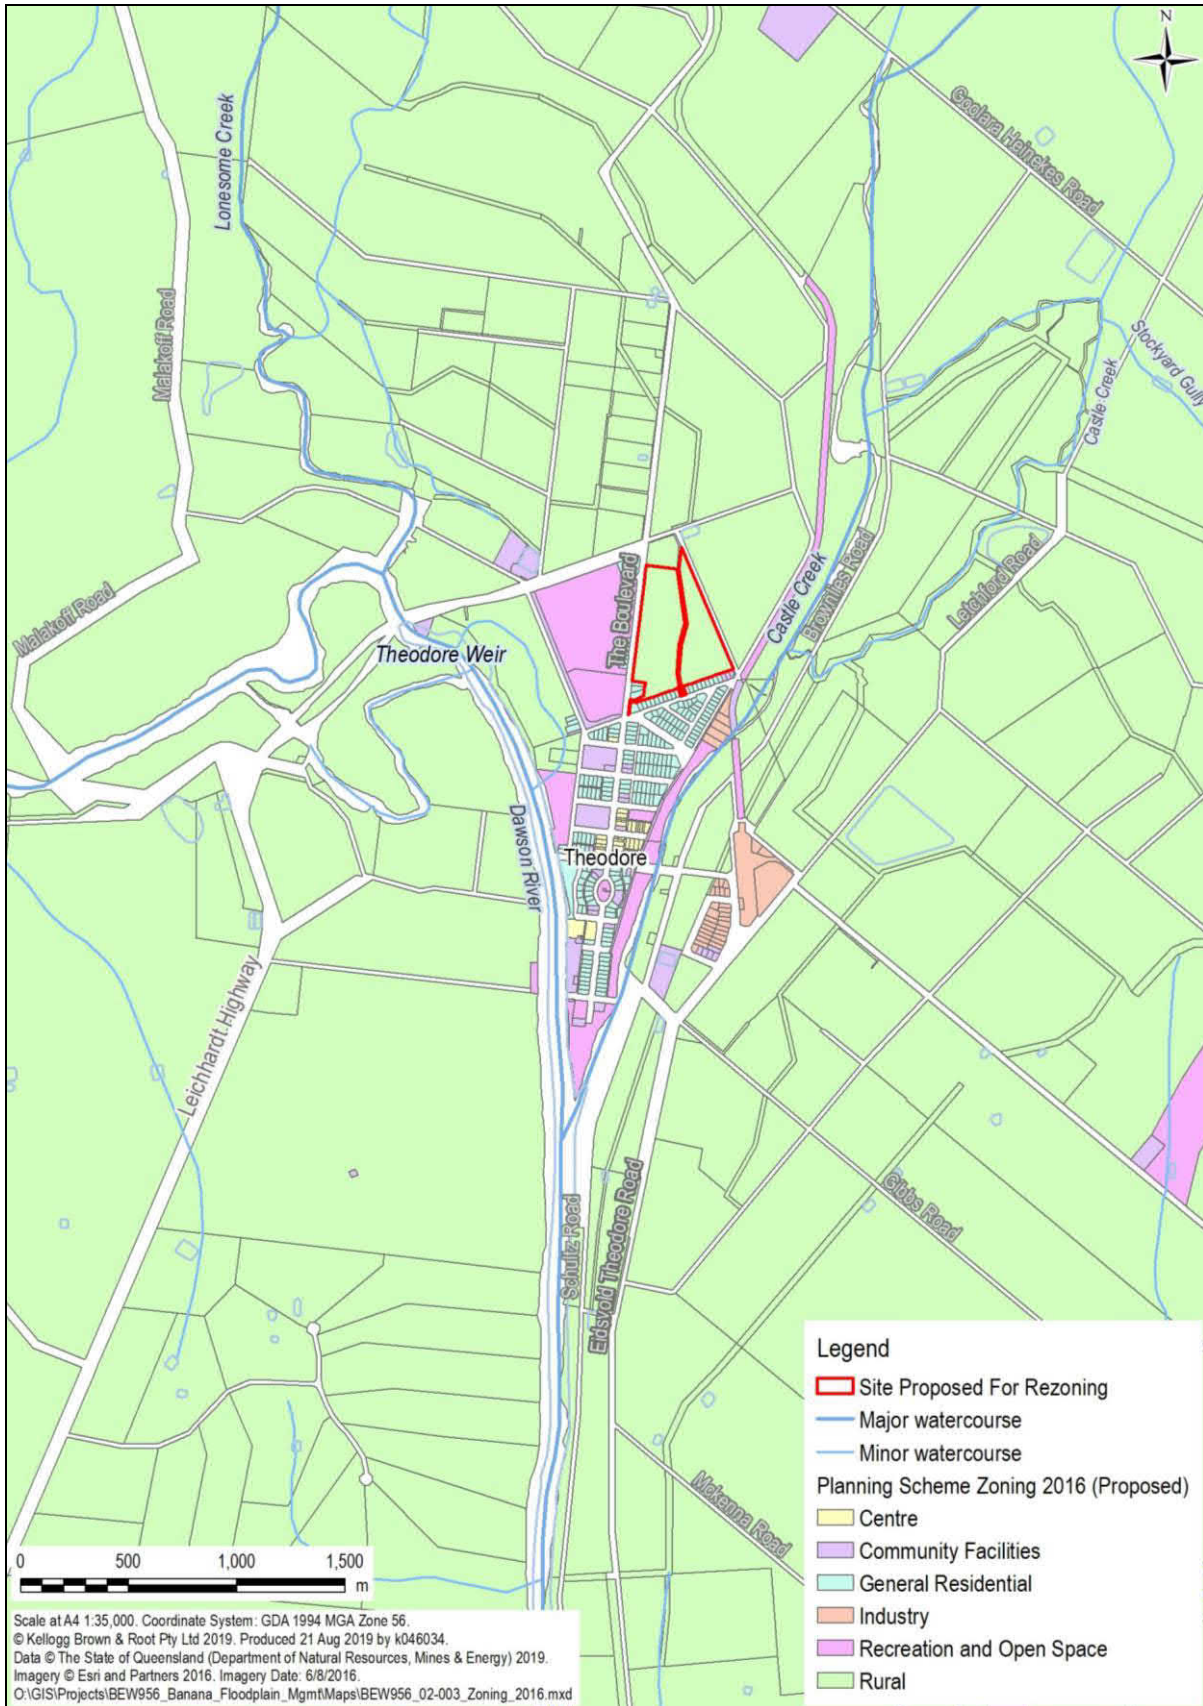 N
Goolara Heinekes Road
Lonesome Creek
Malakoff Road
Stockyard Gully
Castle Creek
Leichford Road
Castle Creek
Brownlies Road
The Boulevard
Malakoff Road
Theodore Weir
Dawson River
Theodore
Leichhardt Highway
Gibbs Road
Schultz Road
Eidsvold Theodore Road
Mckenna Road
Legend
Site Proposed For Rezoning
Major watercourse
Minor watercourse
Planning Scheme Zoning 2016 (Proposed)
Centre
Community Facilities
General Residential
Industry
Recreation and Open Space
Rural
0 500 1,000 1,500
m
Scale at A4 1:35,000. Coordinate System: GDA 1994 MGA Zone 56.
© Kellogg Brown & Root Pty Ltd 2019. Produced 21 Aug 2019 by k046034.
Data © The State of Queensland (Department of Natural Resources, Mines & Energy) 2019.
Imagery © Esri and Partners 2016. Imagery Date: 6/8/2016.
O:\GIS\Projects\BEW956_Banana_Floodplain_Mgmt\Maps\BEW956_02-003_Zoning_2016.mxd